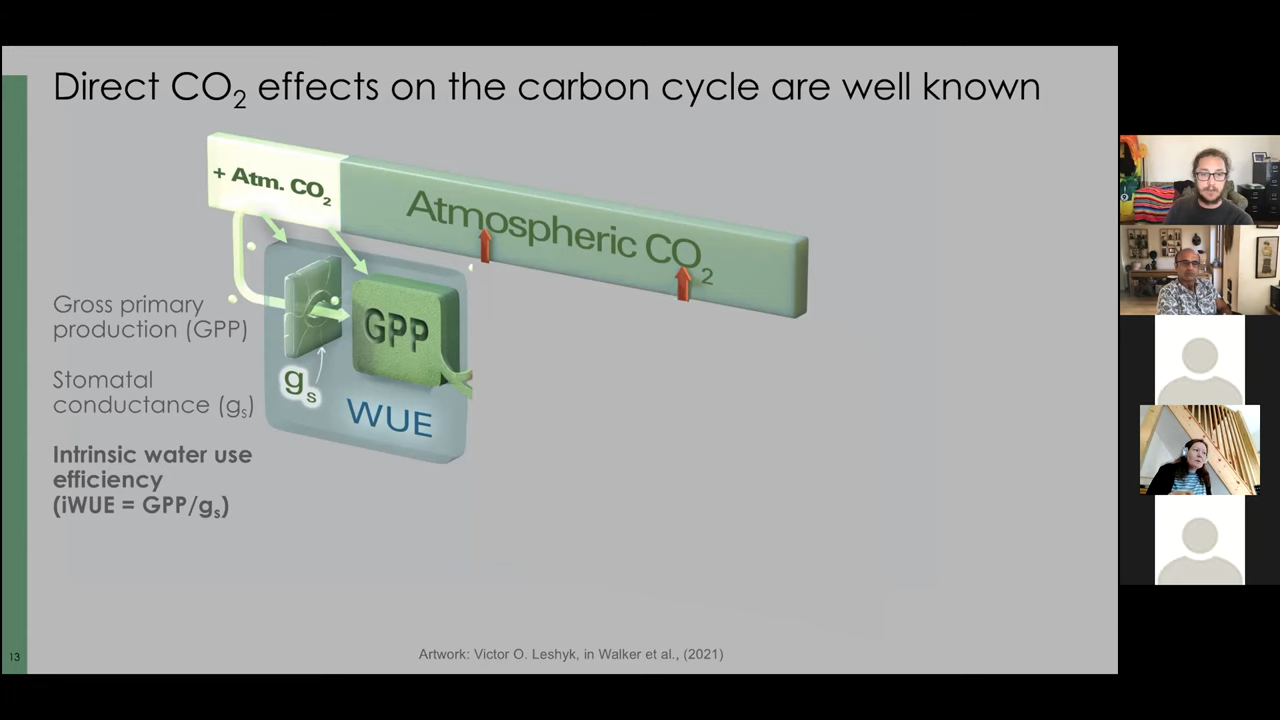 Direct CO2 effects on the carbon cycle are well known
+ Atm. CO2
Atmospheric CO2
Gross primary
production (GPP)
GPP
Stomatal
conductance (gs)
gs
WUE
Intrinsic water use
efficiency
(iWUE = GPP/gs)
13
Artwork: Victor O. Leshyk, in Walker et al., (2021)